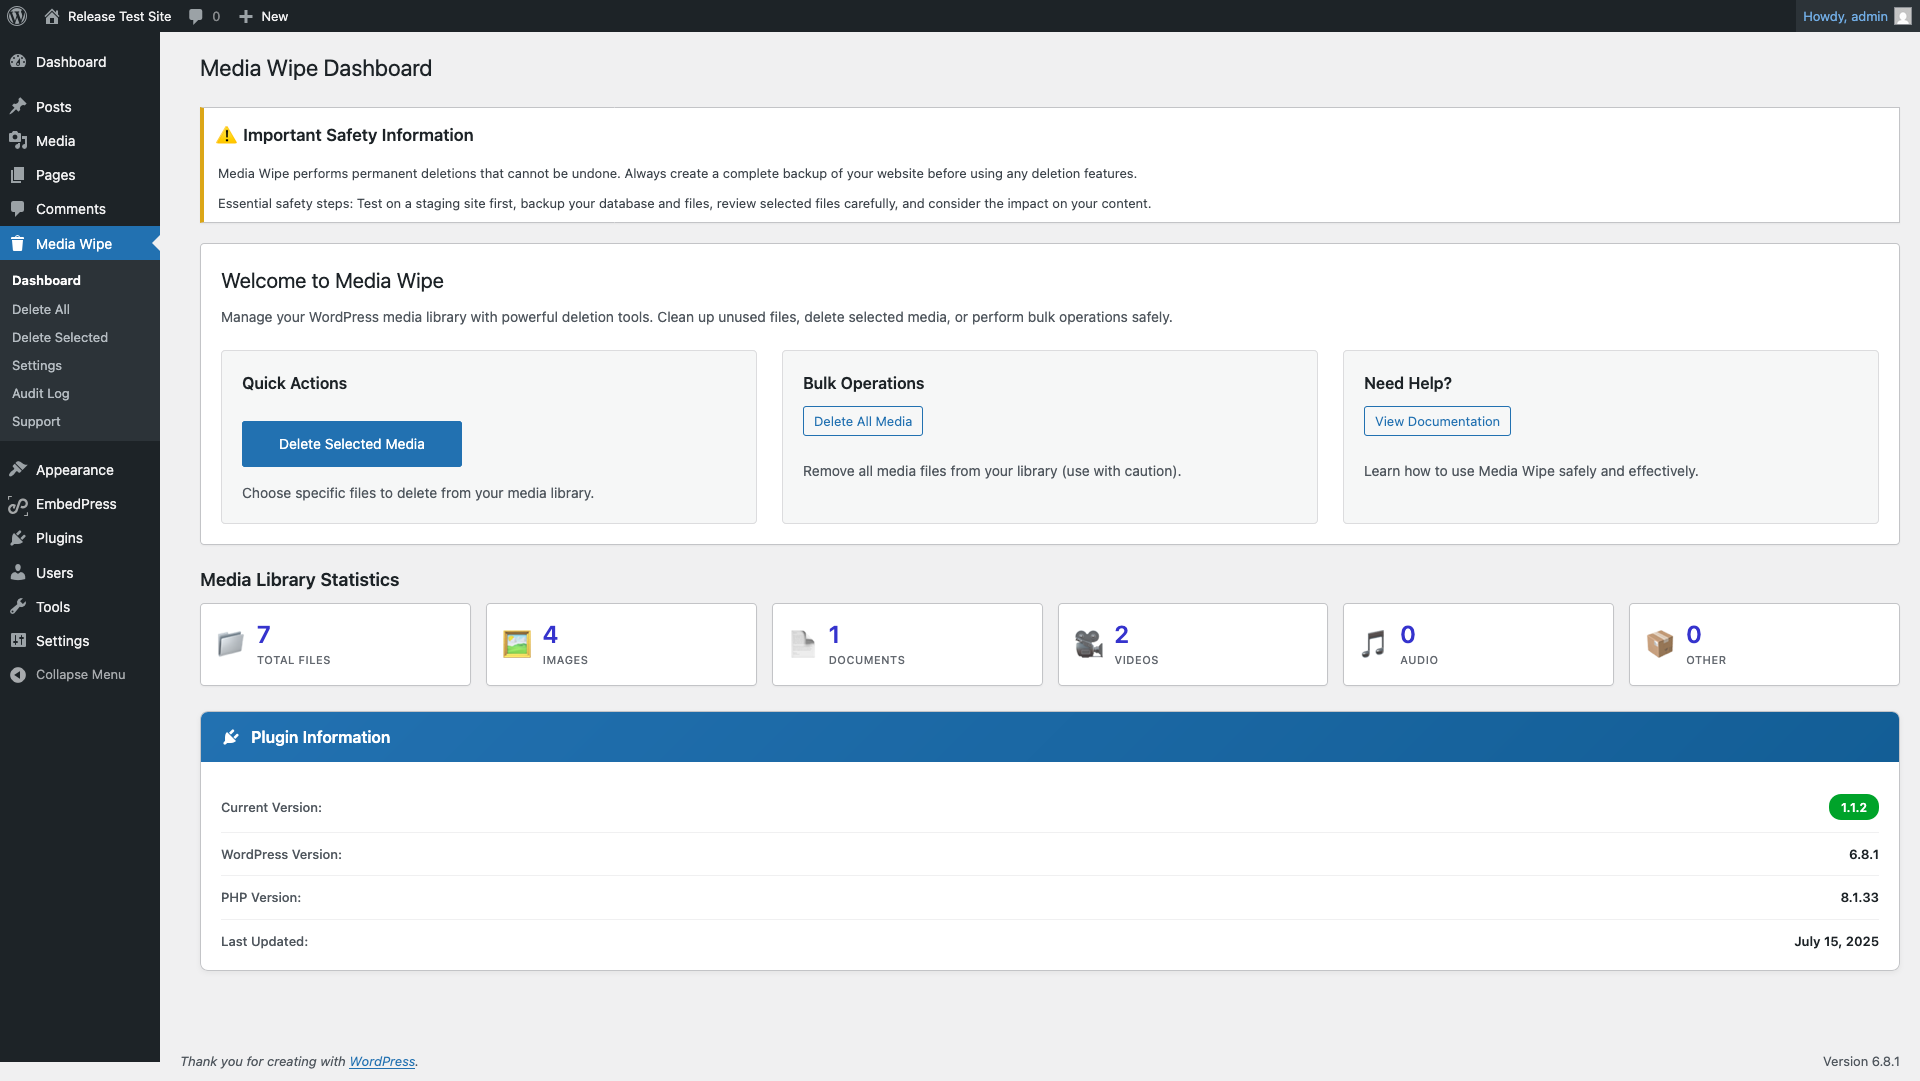 Release Test Site
0
New
Howdy, admin
Dashboard
Posts
Media
Pages
Comments
Media Wipe
Dashboard
Delete All
Delete Selected
Settings
Audit Log
Support
Appearance
EmbedPress
Plugins
Users
Tools
Settings
Collapse Menu
Media Wipe Dashboard
Important Safety Information
Media Wipe performs permanent deletions that cannot be undone. Always create a complete backup of your website before using any deletion features.
Essential safety steps: Test on a staging site first, backup your database and files, review selected files carefully, and consider the impact on your content.
Welcome to Media Wipe
Manage your WordPress media library with powerful deletion tools. Clean up unused files, delete selected media, or perform bulk operations safely.
Quick Actions
Delete Selected Media
Choose specific files to delete from your media library.
Bulk Operations
Delete All Media
Remove all media files from your library (use with caution).
Need Help?
View Documentation
Learn how to use Media Wipe safely and effectively.
Media Library Statistics
7
TOTAL FILES
4
IMAGES
1
DOCUMENTS
2
VIDEOS
0
AUDIO
0
OTHER
Plugin Information
Current Version: 1.1.2
WordPress Version: 6.8.1
PHP Version: 8.1.33
Last Updated: July 15, 2025
Thank you for creating with WordPress.
Version 6.8.1